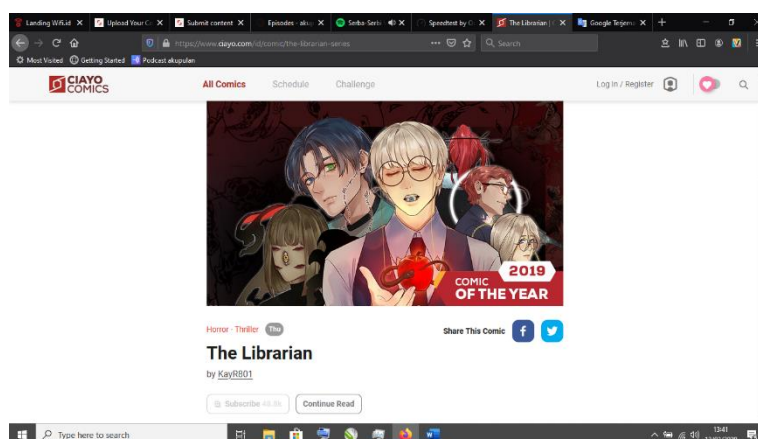 Landing Wifi.id
Upload Your Co
Submit content
Episodes - aku
Serba-Serbi
Speedtest by O
The Librarian |
Google Terjem
https://www.ciayo.com/id/comic/the-librarian-series
Search
Most Visited Getting Started Podcast akupulan
CIAYO
COMICS
All Comics Schedule Challenge
Log in / Register
2019
COMIC
OF THE YEAR
Horror - Thriller Thu
Share This Comic
The Librarian
by KayR801
Subscribe
Continue Read
Type here to search
13:41